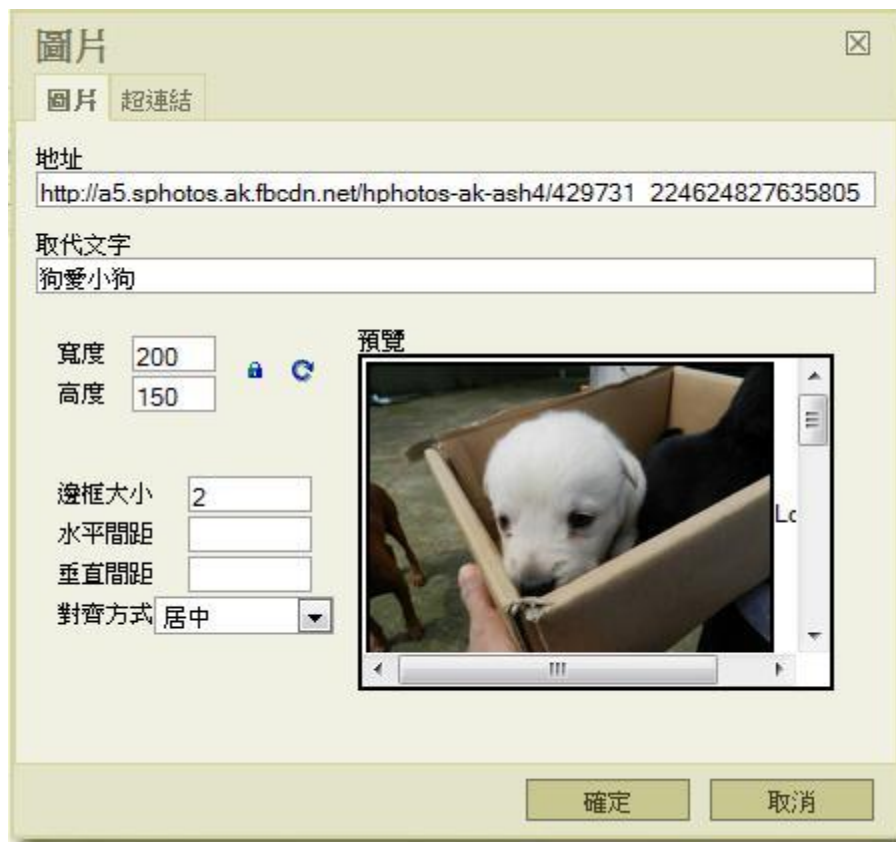 圖片
圖片 超連結
地址
http://a5.sphotos.ak.fbcdn.net/hphotos-ak-ash4/429731_224624827635805
取代文字
狗愛小狗
寬度 200
高度 150
預覽
Lo
邊框大小 2
水平間距
垂直間距
對齊方式 居中
確定 取消